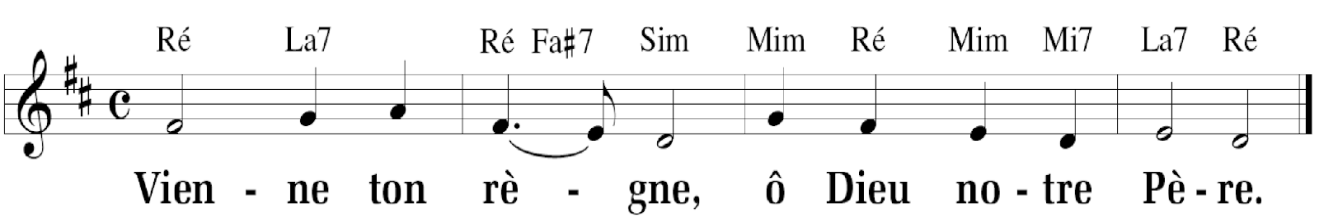 Ré La7 Ré Fa#7 Sim Mim Ré Mim Mi7 La7 Ré
Vien - ne ton rè - gne, ô Dieu no - tre Pè - re.